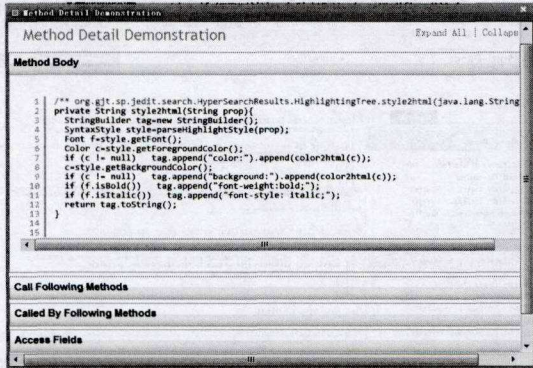 Method Detail Demonstration
Method Detail Demonstration
Expand All | Collaps
Method Body
1 /** org.gjt.sp.jedit.search.HyperSearchResults.HighlightingTree.style2html(java.lang.String
2 private String style2html(String prop){
3 StringBuilder tag=new StringBuilder();
4 SyntaxStyle style=parseHighlightStyle(prop);
5 Font f=style.getFont();
6 Color c=style.getForegroundColor();
7 if (c != null) tag.append("color:").append(color2html(c));
8 c=style.getBackgroundColor();
9 if (c != null) tag.append("background:").append(color2html(c));
10 if (f.isBold()) tag.append("font-weight:bold;");
11 if (f.isItalic()) tag.append("font-style: italic;");
12 return tag.toString();
13 }
14
15
Call Following Methods
Called By Following Methods
Access Fields